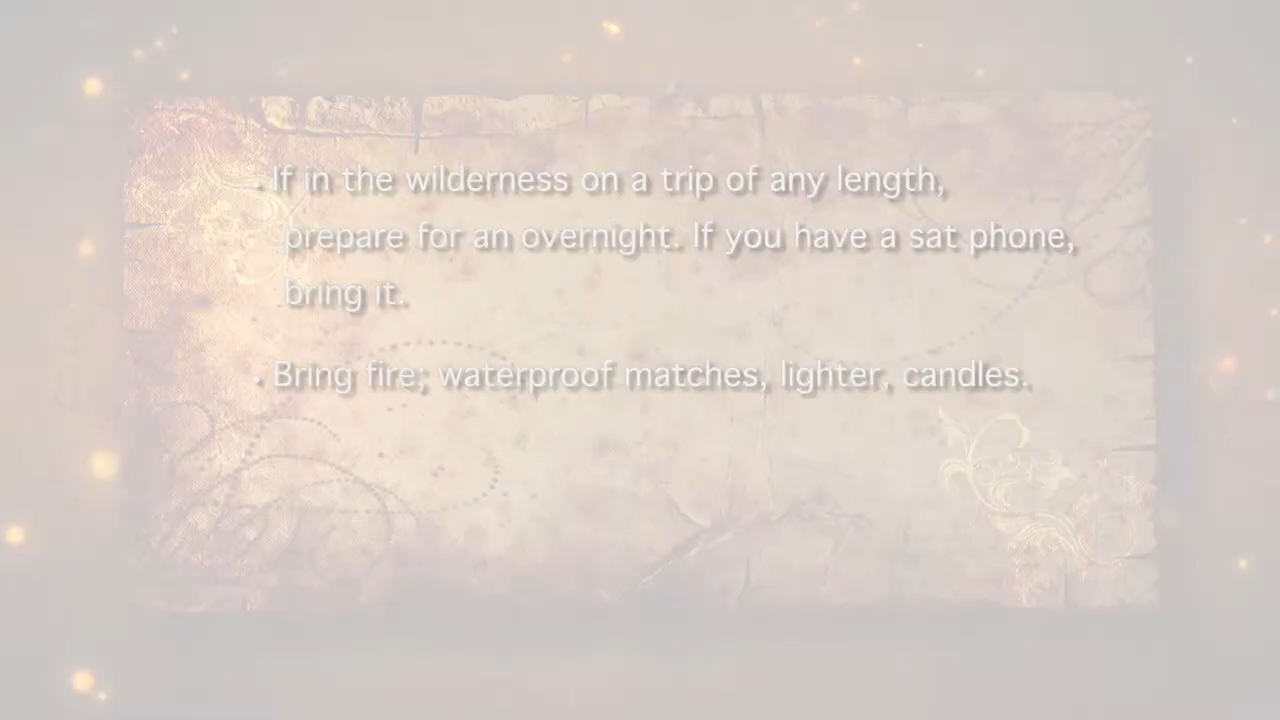 • If in the wilderness on a trip of any length,
prepare for an overnight. If you have a sat phone,
bring it.
• Bring fire; waterproof matches, lighter, candles.